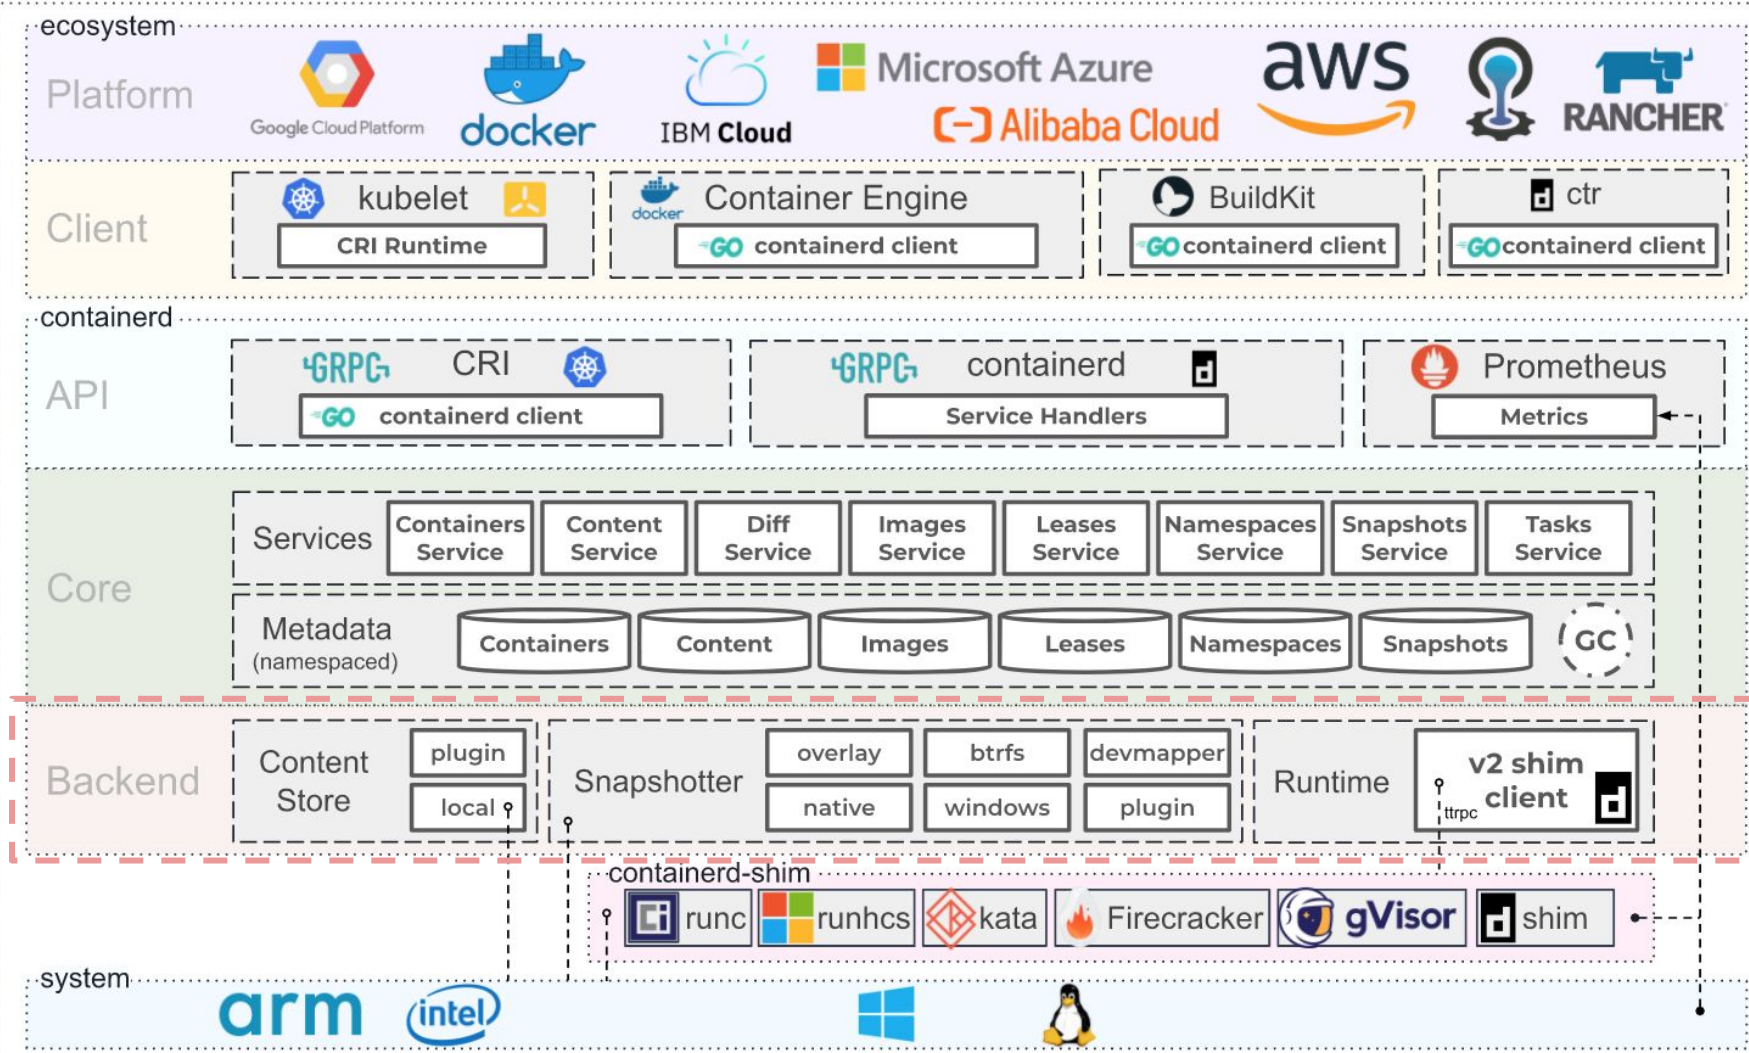 ecosystem
Platform
Google Cloud Platform
docker
IBM Cloud
Microsoft Azure
Alibaba Cloud
aws
RANCHER
Client
kubelet
CRI Runtime
docker
Container Engine
GO containerd client
BuildKit
GO containerd client
d ctr
GO containerd client
containerd
API
GRPC CRI
GO containerd client
GRPC containerd d
Service Handlers
Prometheus
Metrics
Core
Services
Containers
Service
Content
Service
Diff
Service
Images
Service
Leases
Service
Namespaces
Service
Snapshots
Service
Tasks
Service
Metadata
(namespaced)
Containers
Content
Images
Leases
Namespaces
Snapshots
GC
Backend
Content
Store
plugin
local
Snapshotter
overlay
btrfs
devmapper
native
windows
plugin
Runtime
v2 shim
client
ttrpc
d
containerd-shim
runc
runhcs
kata
Firecracker
gVisor
d shim
system
arm
intel